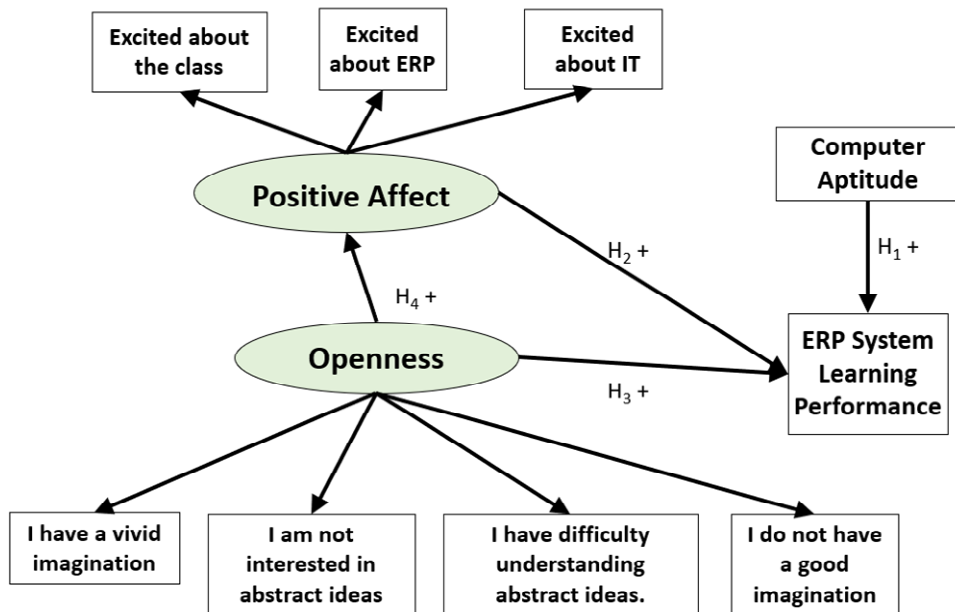 Excited about
the class
Excited
about ERP
Excited
about IT
Computer
Aptitude
Positive Affect
H2 +
H1 +
H4 +
Openness
ERP System
Learning
Performance
H3 +
I have a vivid
imagination
I am not
interested in
abstract ideas
I have difficulty
understanding
abstract ideas.
I do not have
a good
imagination